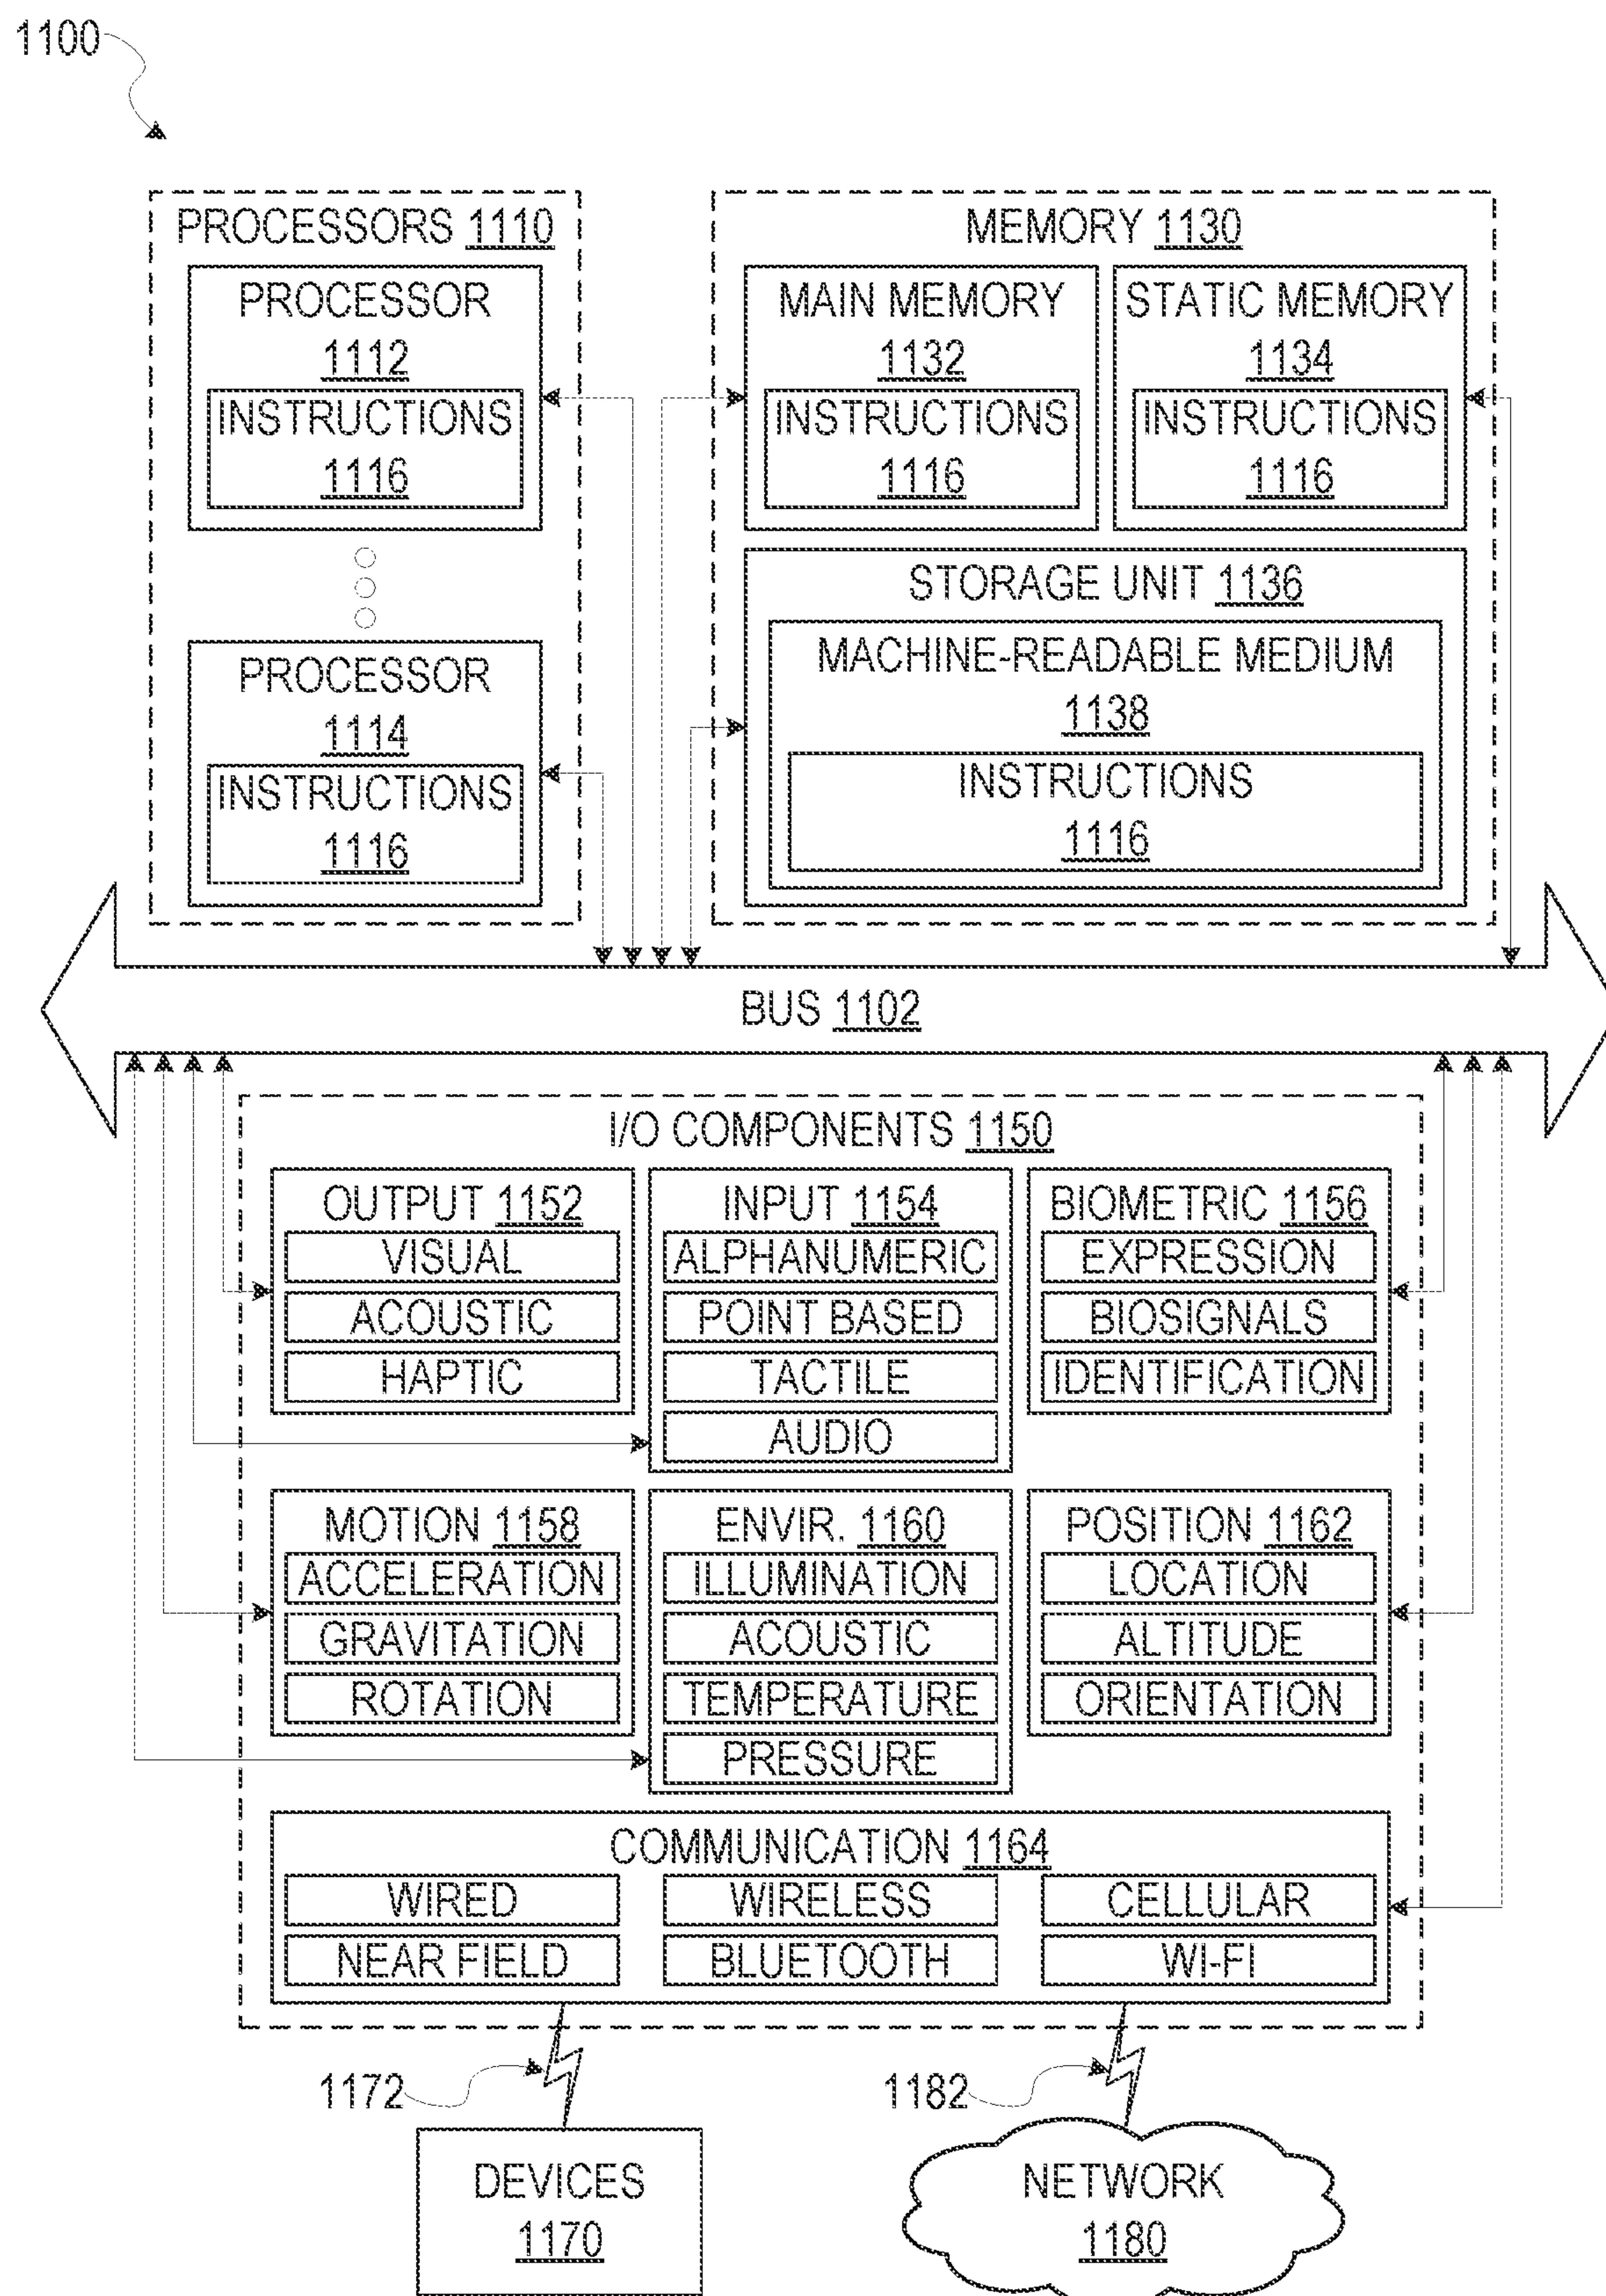 1100
PROCESSORS 1110
PROCESSOR
1112
INSTRUCTIONS
1116
PROCESSOR
1114
INSTRUCTIONS
1116
MEMORY 1130
MAIN MEMORY
1132
INSTRUCTIONS
1116
STATIC MEMORY
1134
INSTRUCTIONS
1116
STORAGE UNIT 1136
MACHINE-READABLE MEDIUM
1138
INSTRUCTIONS
1116
BUS 1102
I/O COMPONENTS 1150
OUTPUT 1152
VISUAL
ACOUSTIC
HAPTIC
INPUT 1154
ALPHANUMERIC
POINT BASED
TACTILE
AUDIO
BIOMETRIC 1156
EXPRESSION
BIOSIGNALS
IDENTIFICATION
MOTION 1158
ACCELERATION
GRAVITATION
ROTATION
ENVIR. 1160
ILLUMINATION
ACOUSTIC
TEMPERATURE
PRESSURE
POSITION 1162
LOCATION
ALTITUDE
ORIENTATION
COMMUNICATION 1164
WIRED
WIRELESS
CELLULAR
NEAR FIELD
BLUETOOTH
WI-FI
1172
1182
DEVICES
1170
NETWORK
1180